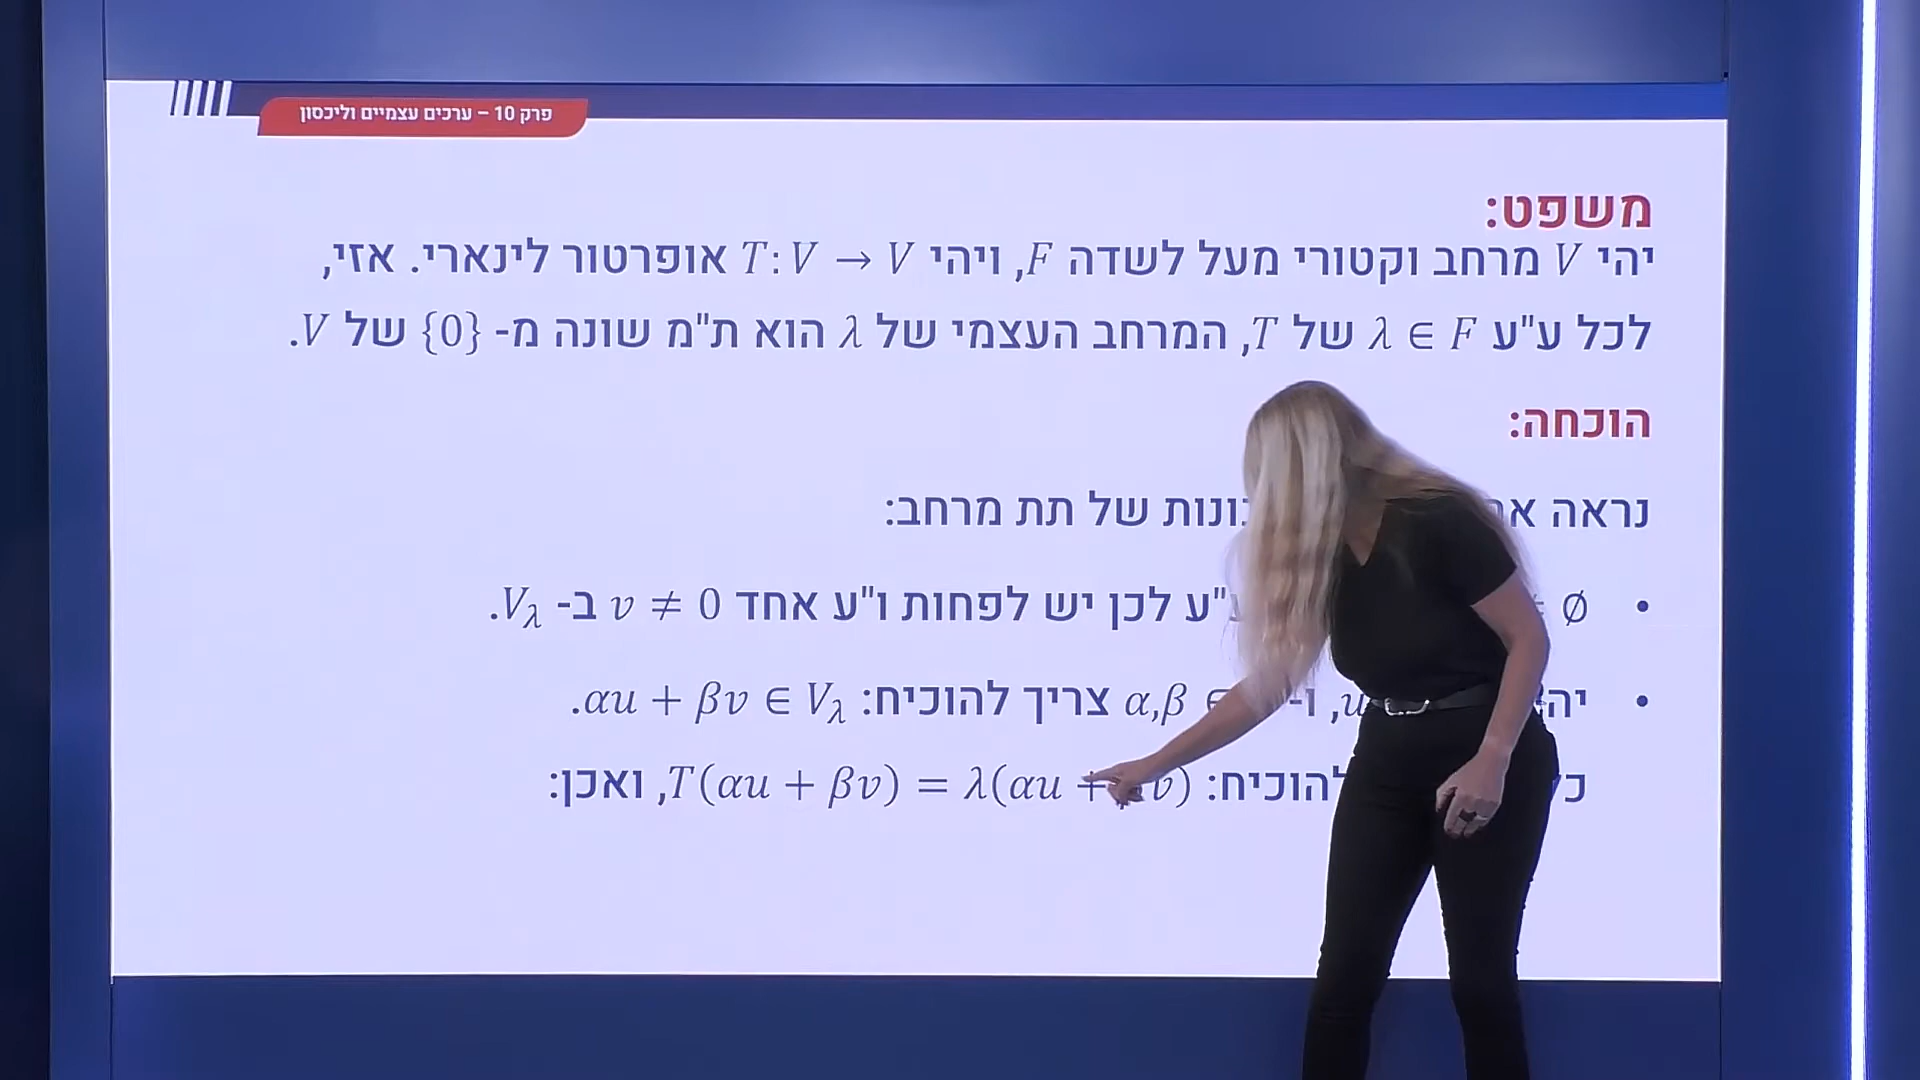 פרק 10 – ערכים עצמיים וליכסון
משפט:
יהי V מרחב וקטורי מעל לשדה F, ויהי T: V → V אופרטור לינארי. אזי,
לכל ע"ע λ ∈ F של T, המרחב העצמי של λ הוא ת"מ שונה מ- {0} של V.
הוכחה:
נראה של תת מרחב:
∅ ע"ע לכן יש לפחות ו"ע אחד v ≠ 0 ב- V_λ.
u, ו- α,β ∈ צריך להוכיח: αu + βv ∈ V_λ.
להוכיח: T(αu + βv) = λ(αu + v), ואכן: